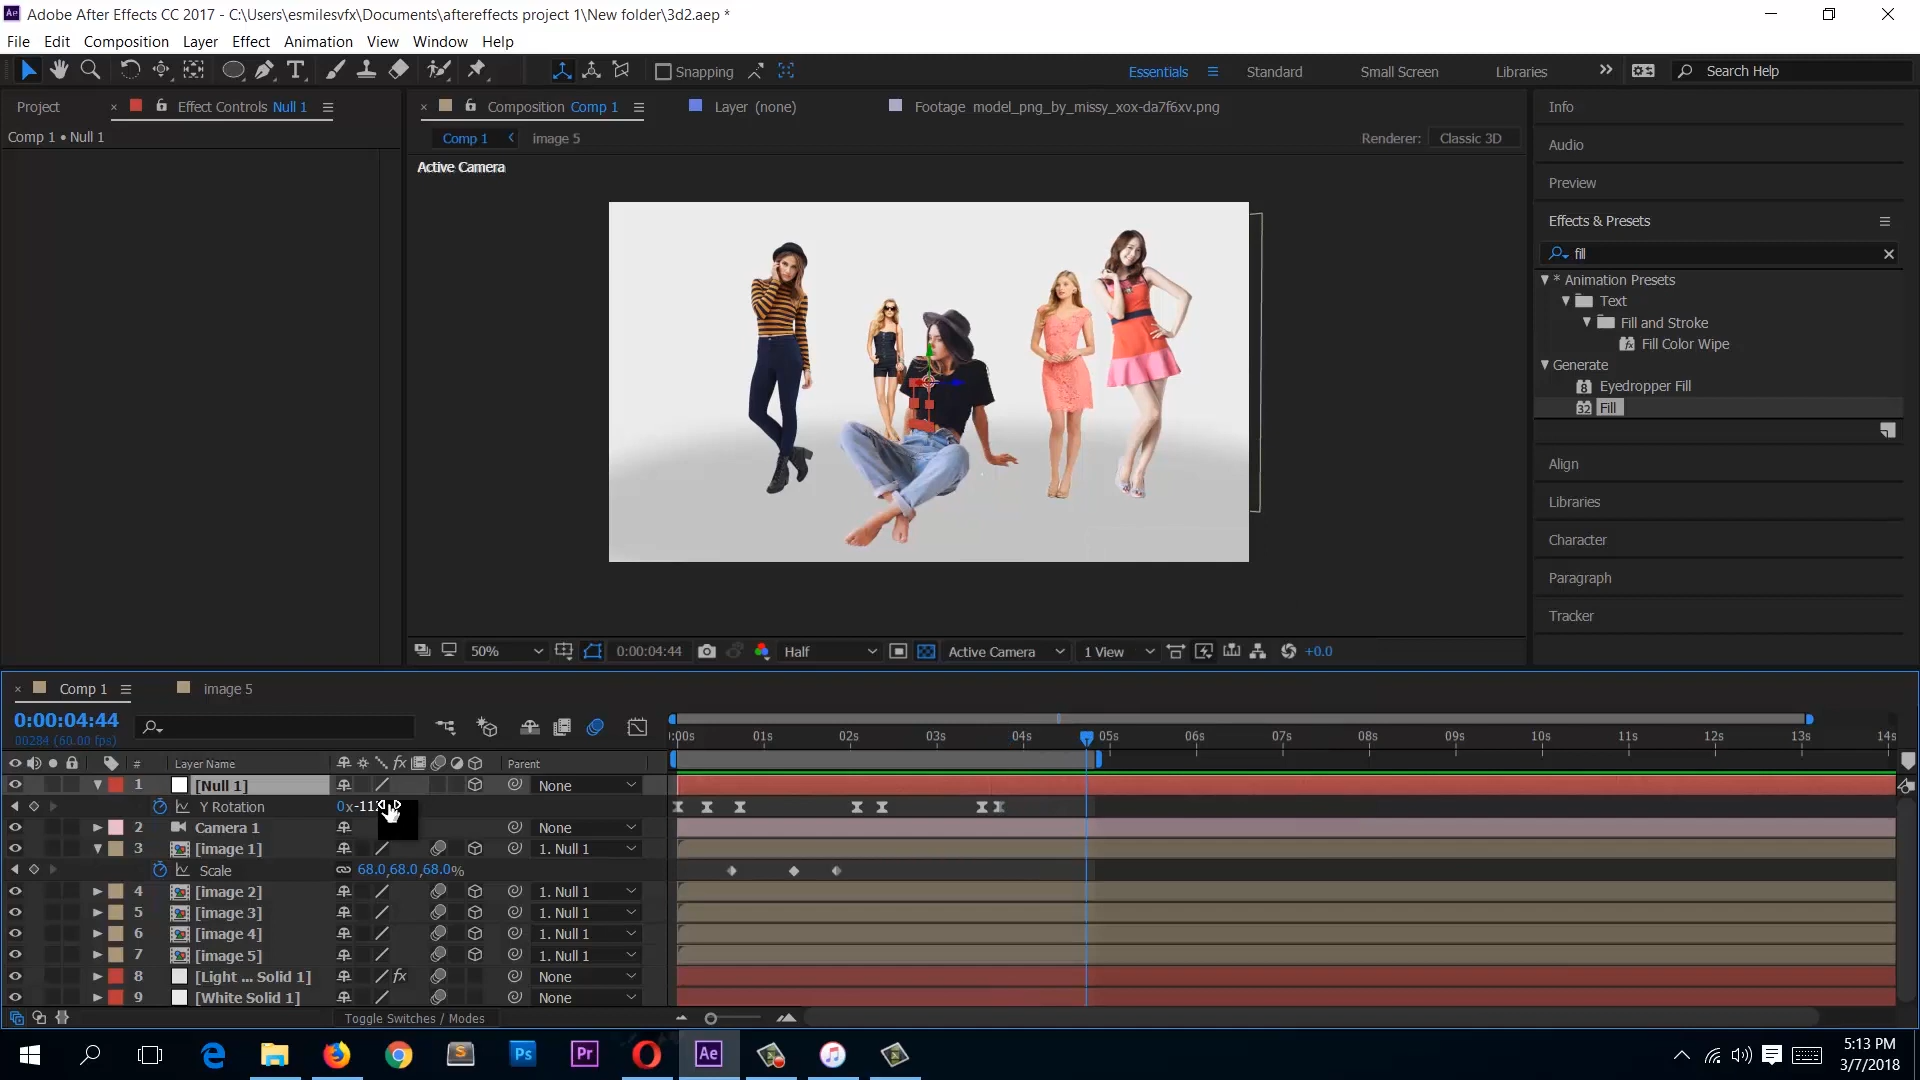 Adobe After Effects CC 2017 - C:\Users\esmilesvfx\Documents\aftereffects project 1\New folder\3d2.aep *
File Edit Composition Layer Effect Animation View Window Help
Snapping Essentials Standard Small Screen Libraries Search Help
Project Effect Controls Null 1 Composition Comp 1 Layer (none) Footage model_png_by_missy_xox-da7f6xv.png Info
Comp 1 • Null 1 Comp 1 image 5 Renderer: Classic 3D Audio
Active Camera
Preview
Effects & Presets
fill
* Animation Presets
Text
Fill and Stroke
Fill Color Wipe
Generate
Eyedropper Fill
Fill
Align
Libraries
Character
Paragraph
Tracker
50% 0:00:04:44 Half Active Camera 1 View +0.0
Comp 1 image 5
0:00:04:44
00284 (60.00 fps)
:00s 01s 02s 03s 04s 05s 06s 07s 08s 09s 10s 11s 12s 13s 14s
# Layer Name Parent
1 [Null 1] None
Y Rotation 0x
2 Camera 1 None
3 [image 1] 1. Null 1
Scale 68.0,68.0,68.0%
4 [image 2] 1. Null 1
5 [image 3] 1. Null 1
6 [image 4] 1. Null 1
7 [image 5] 1. Null 1
8 [Light ... Solid 1] None
9 [White Solid 1] None
Toggle Switches / Modes
5:13 PM
3/7/2018